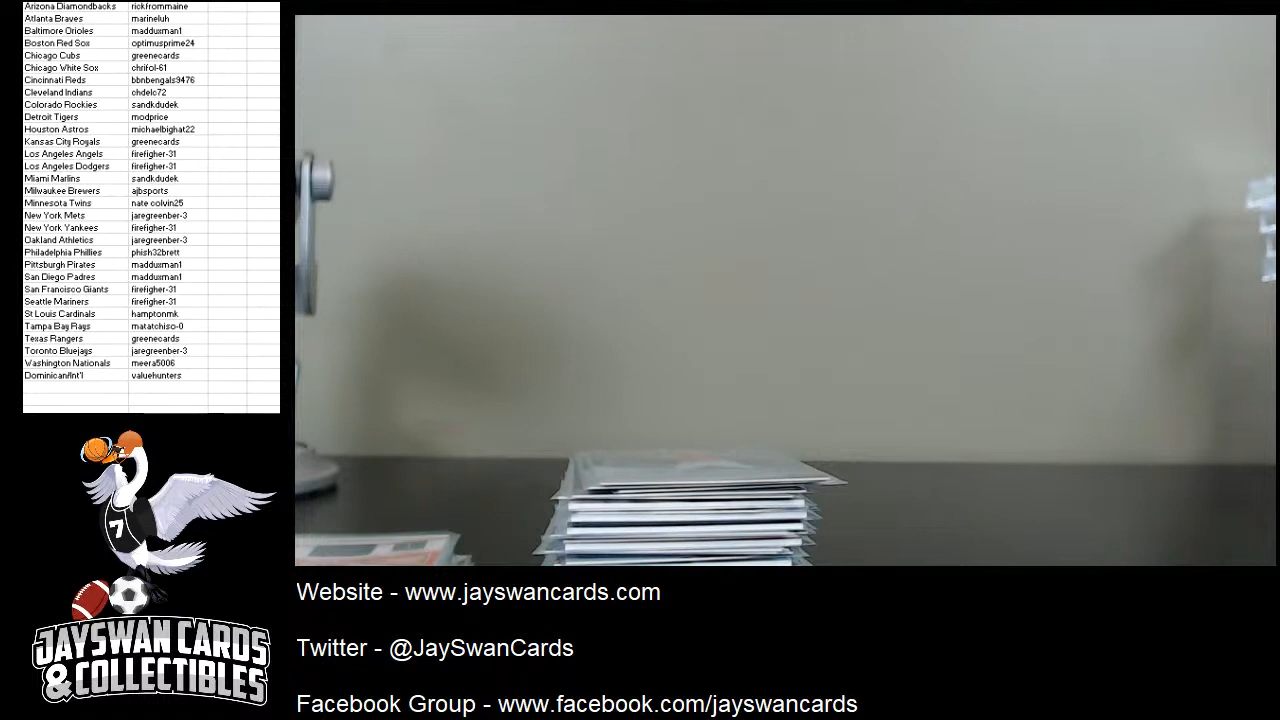 Arizona Diamondbacks rickfrommaine
Atlanta Braves marineluh
Baltimore Orioles madduxman1
Boston Red Sox optimusprime24
Chicago Cubs greenecards
Chicago White Sox chrifol-61
Cincinnati Reds bbnbengals9476
Cleveland Indians chdelc72
Colorado Rockies sandkdudek
Detroit Tigers modprice
Houston Astros michaelbighat22
Kansas City Royals greenecards
Los Angeles Angels firefigher-31
Los Angeles Dodgers firefigher-31
Miami Marlins sandkdudek
Milwaukee Brewers ajbsports
Minnesota Twins nate colvin25
New York Mets jaregreenber-3
New York Yankees firefigher-31
Oakland Athletics jaregreenber-3
Philadelphia Phillies phish32brett
Pittsburgh Pirates madduxman1
San Diego Padres madduxman1
San Francisco Giants firefigher-31
Seattle Mariners firefigher-31
St Louis Cardinals hamptonmk
Tampa Bay Rays matatchiso-0
Texas Rangers greenecards
Toronto Bluejays jaregreenber-3
Washington Nationals meera5006
Dominican/Int'l valuehunters
7
JAYSWAN CARDS
& COLLECTIBLES
Website - www.jayswancards.com
Twitter - @JaySwanCards
Facebook Group - www.facebook.com/jayswancards